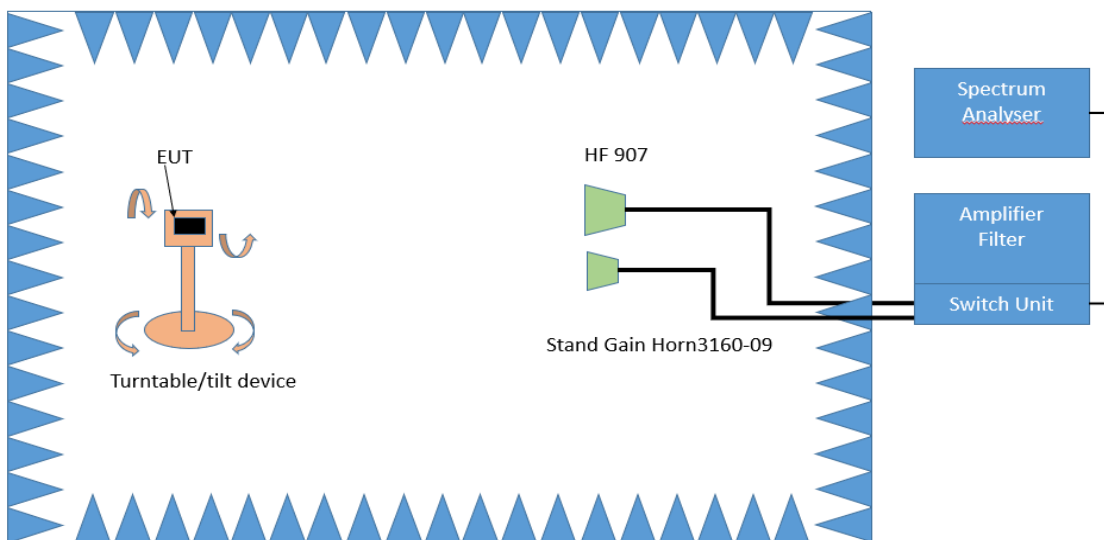 Spectrum
Analyser
EUT
HF 907
Amplifier
Filter
Switch Unit
Stand Gain Horn3160-09
Turntable/tilt device